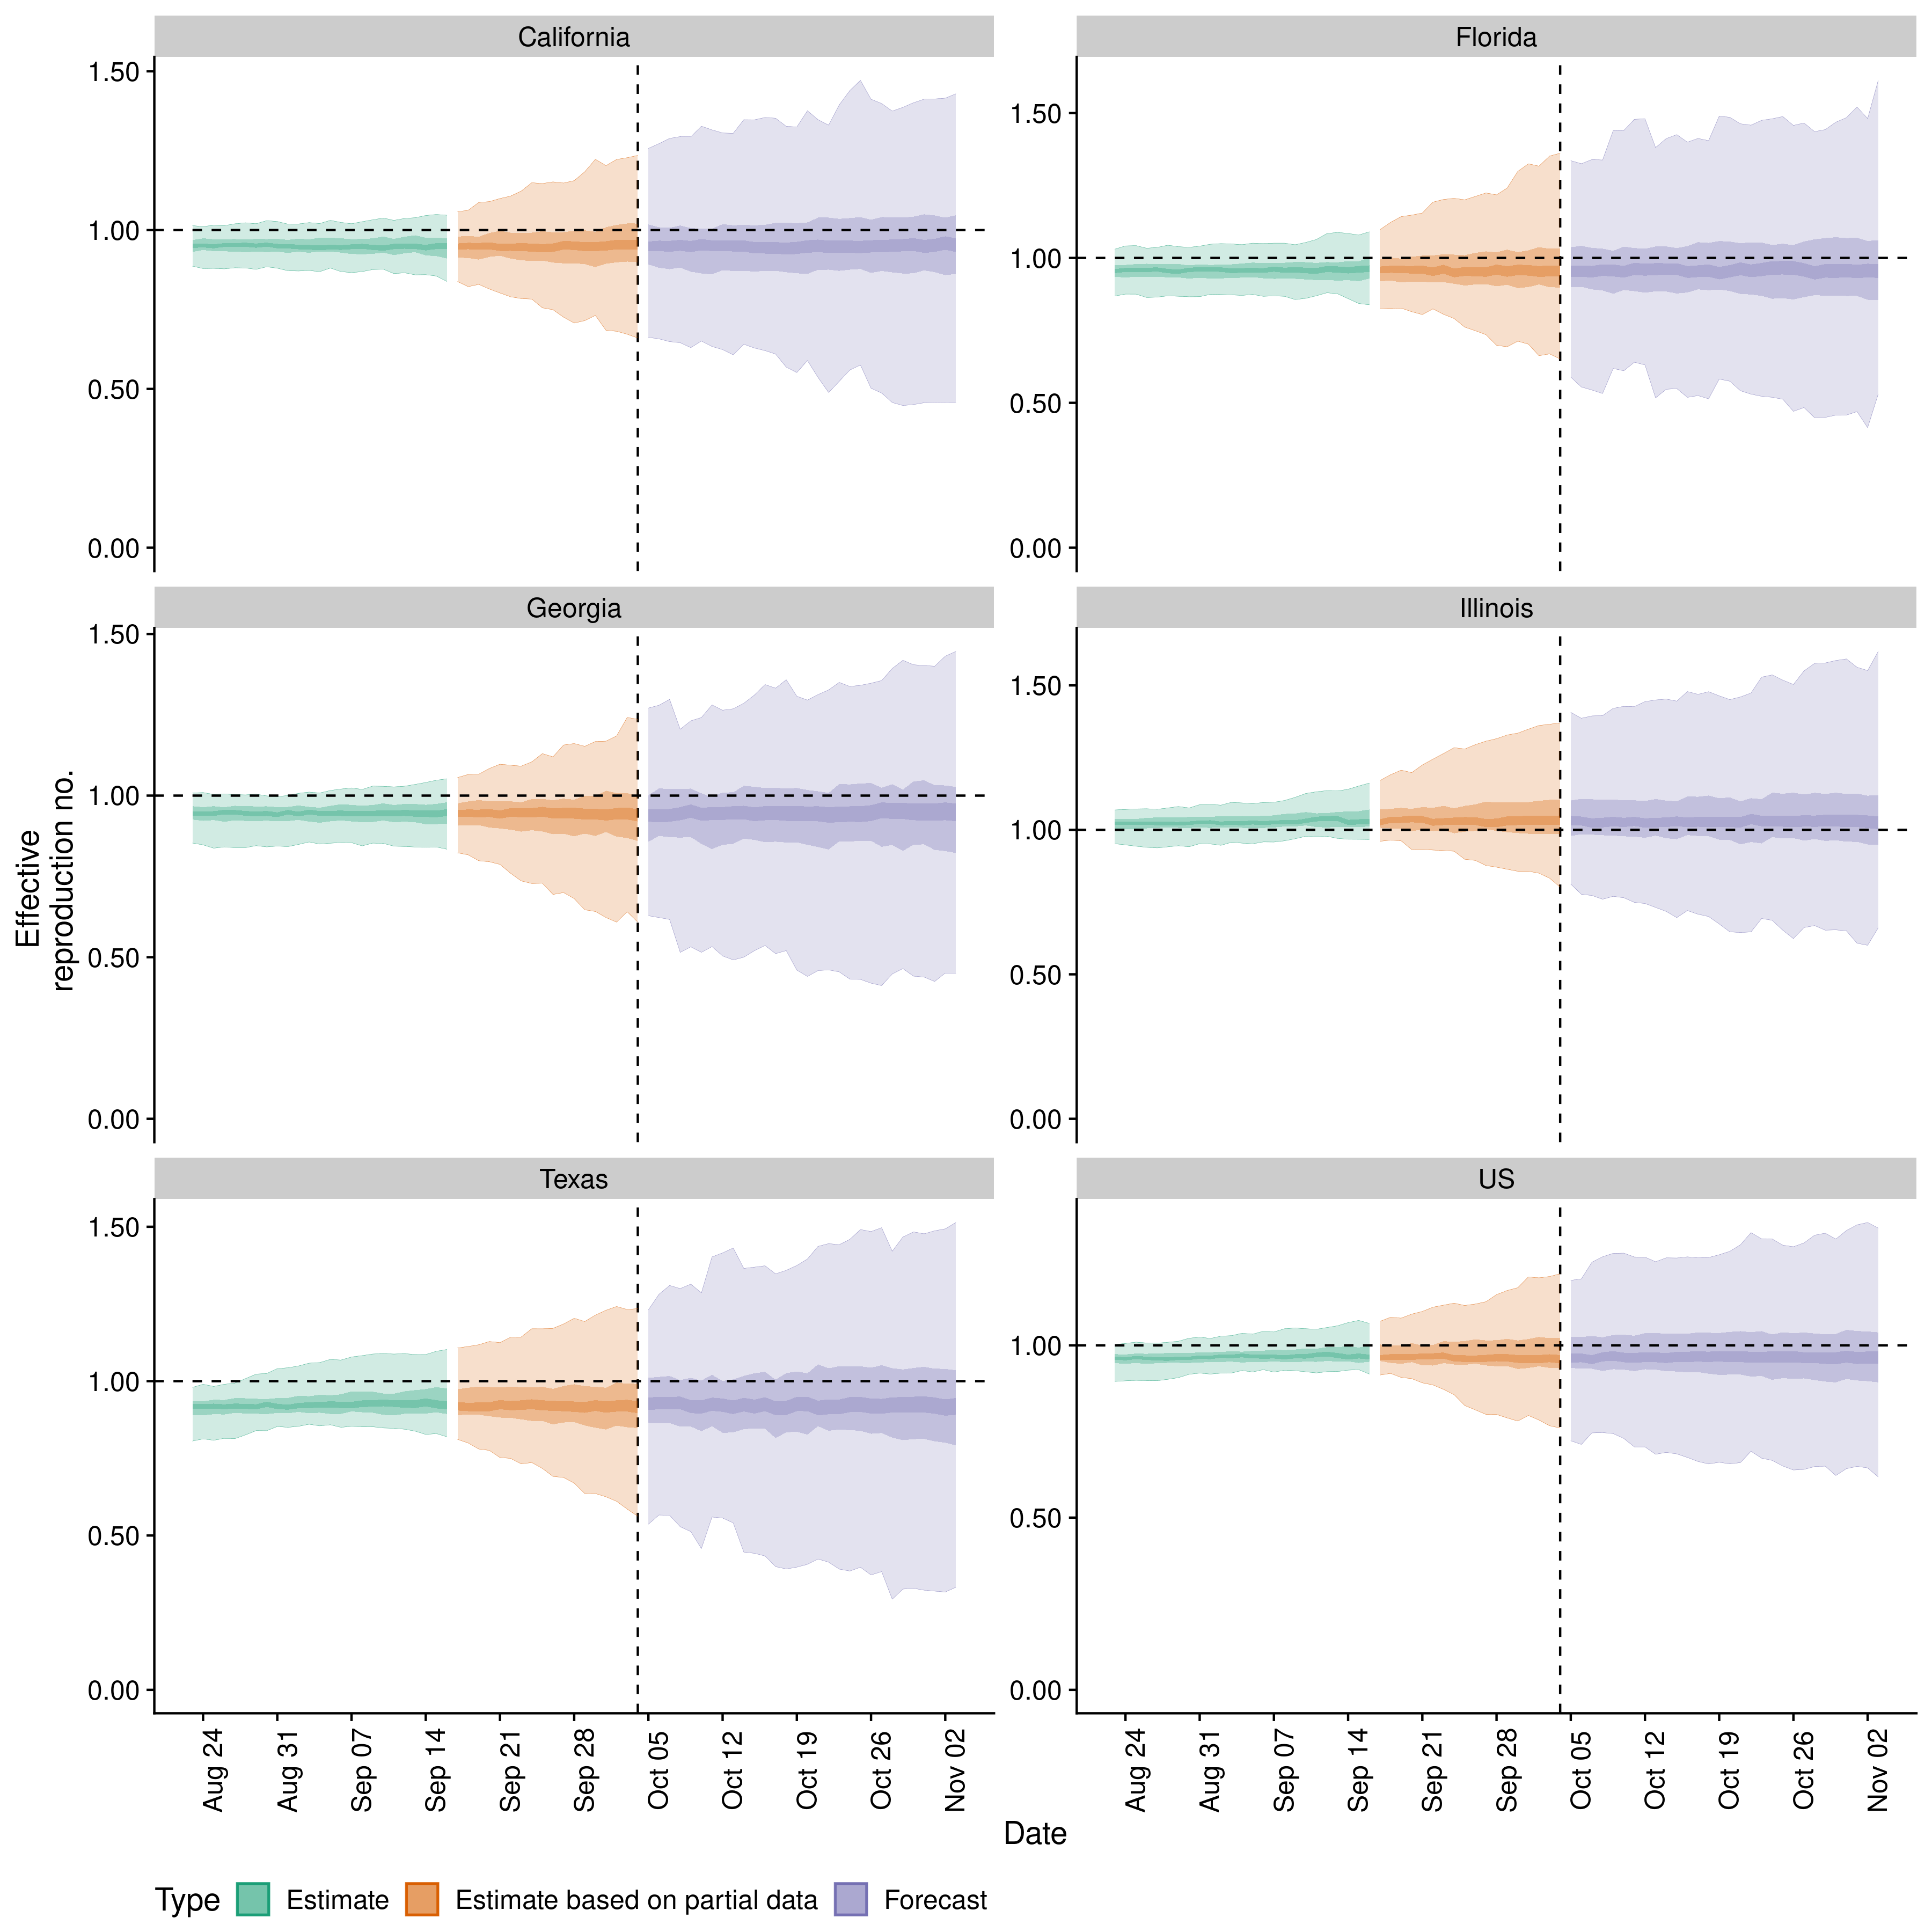 California
Florida
1.50
1.00
0.50
0.00
1.50
1.00
0.50
0.00
Georgia
Illinois
1.50
1.00
0.50
0.00
1.50
1.00
0.50
0.00
Texas
US
1.50
1.00
0.50
0.00
1.00
0.50
0.00
Effective
reproduction no.
Aug 24
Aug 31
Sep 07
Sep 14
Sep 21
Sep 28
Oct 05
Oct 12
Oct 19
Oct 26
Nov 02
Aug 24
Aug 31
Sep 07
Sep 14
Sep 21
Sep 28
Oct 05
Oct 12
Oct 19
Oct 26
Nov 02
Date
Type Estimate Estimate based on partial data Forecast